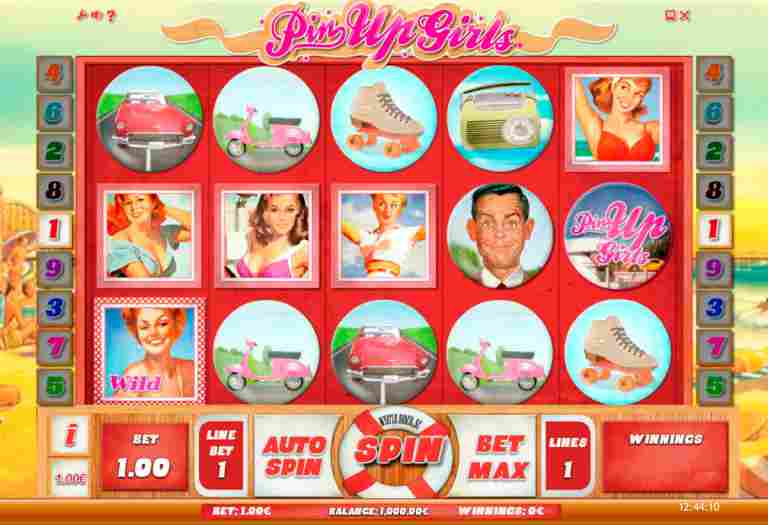 ?
Pin Up Girls
4
6
2
8
1
9
3
7
5
4
6
2
8
1
9
3
7
5
Pin Up
Girls
Wild
i
1.00€
BET
1.00
LINE
BET
1
AUTO
SPIN
SPIN
BET
MAX
LINES
1
WINNINGS
BET: 1.00€
BALANCE: 1,000.00€
WINNINGS: 0€
12:44:10